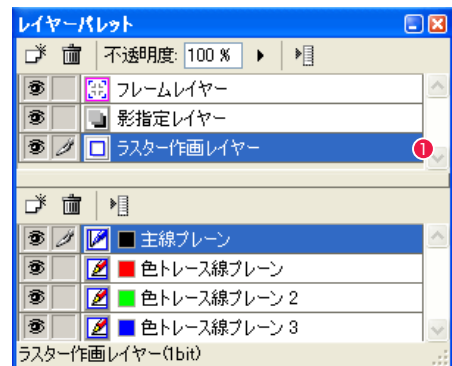 レイヤーパレット
不透明度: 100 %
フレームレイヤー
影指定レイヤー
ラスター作画レイヤー 1
主線プレーン
色トレース線プレーン
色トレース線プレーン 2
色トレース線プレーン 3
ラスター作画レイヤー(1bit)